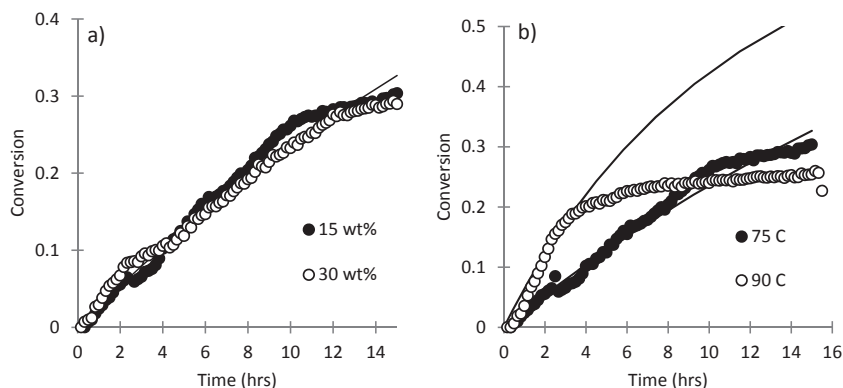 a)
Conversion
0.4
0.3
0.2
0.1
0
0 2 4 6 8 10 12 14
Time (hrs)
15 wt%
30 wt%
b)
Conversion
0.5
0.4
0.3
0.2
0.1
0
0 2 4 6 8 10 12 14 16
Time (hrs)
75 C
90 C